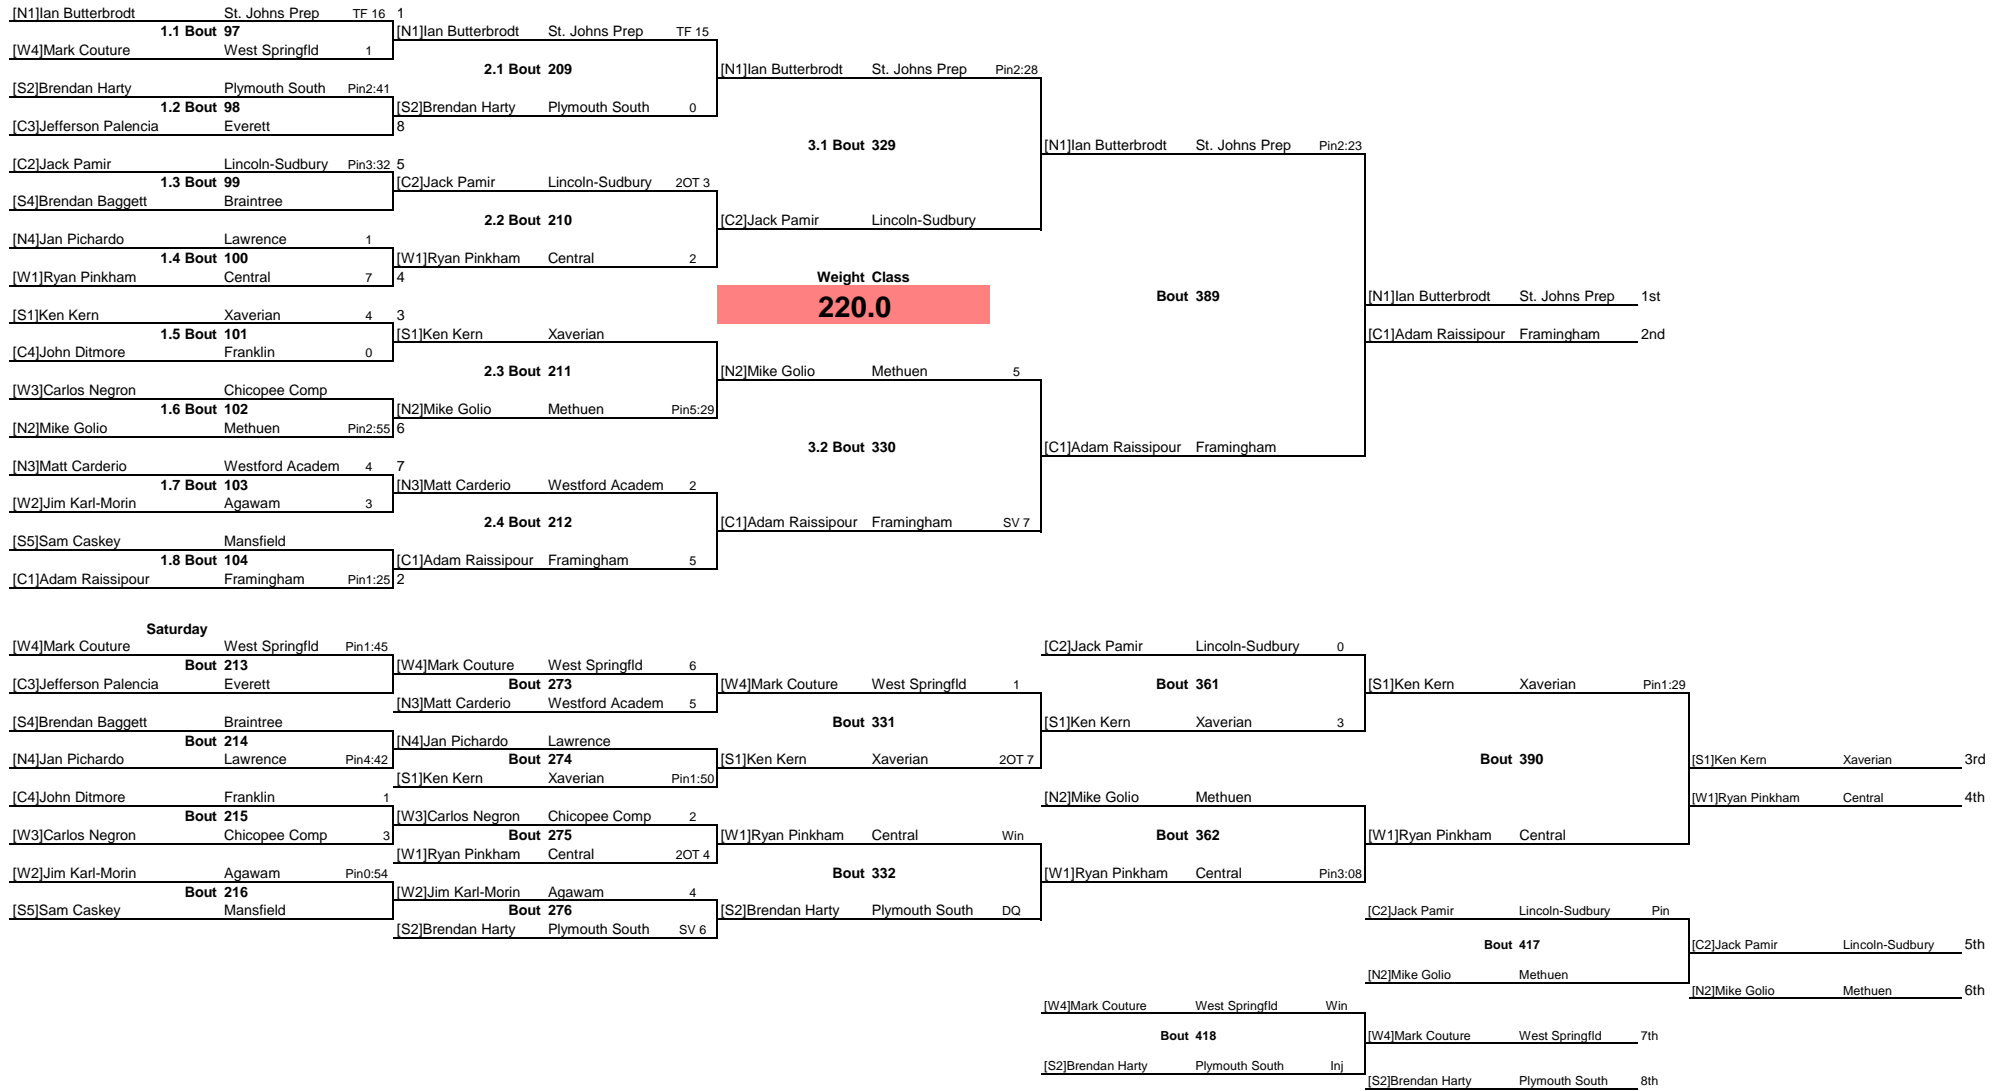 [N1]Ian Butterbrodt St. Johns Prep TF 16 1
1.1 Bout 97 [N1]Ian Butterbrodt St. Johns Prep TF 15
[W4]Mark Couture West Springfld 1
2.1 Bout 209 [N1]Ian Butterbrodt St. Johns Prep Pin2:28
[S2]Brendan Harty Plymouth South Pin2:41
1.2 Bout 98 [S2]Brendan Harty Plymouth South 0
[C3]Jefferson Palencia Everett 8
3.1 Bout 329 [N1]Ian Butterbrodt St. Johns Prep Pin2:23
[C2]Jack Pamir Lincoln-Sudbury Pin3:32 5
1.3 Bout 99 [C2]Jack Pamir Lincoln-Sudbury 2OT 3
[S4]Brendan Baggett Braintree
2.2 Bout 210 [C2]Jack Pamir Lincoln-Sudbury
[N4]Jan Pichardo Lawrence 1
1.4 Bout 100 [W1]Ryan Pinkham Central 2
[W1]Ryan Pinkham Central 7 4 Weight Class
220.0 Bout 389 [N1]Ian Butterbrodt St. Johns Prep 1st
[S1]Ken Kern Xaverian 4 3
1.5 Bout 101 [S1]Ken Kern Xaverian [C1]Adam Raissipour Framingham 2nd
[C4]John Ditmore Franklin 0
2.3 Bout 211 [N2]Mike Golio Methuen 5
[W3]Carlos Negron Chicopee Comp
1.6 Bout 102 [N2]Mike Golio Methuen Pin5:29
[N2]Mike Golio Methuen Pin2:55 6
3.2 Bout 330 [C1]Adam Raissipour Framingham
[N3]Matt Carderio Westford Academ 4 7
1.7 Bout 103 [N3]Matt Carderio Westford Academ 2
[W2]Jim Karl-Morin Agawam 3
2.4 Bout 212 [C1]Adam Raissipour Framingham SV 7
[S5]Sam Caskey Mansfield
1.8 Bout 104 [C1]Adam Raissipour Framingham 5
[C1]Adam Raissipour Framingham Pin1:25 2
Saturday
[W4]Mark Couture West Springfld Pin1:45 [C2]Jack Pamir Lincoln-Sudbury 0
Bout 213 [W4]Mark Couture West Springfld 6
[C3]Jefferson Palencia Everett Bout 273 [W4]Mark Couture West Springfld 1 Bout 361 [S1]Ken Kern Xaverian Pin1:29
[N3]Matt Carderio Westford Academ 5
[S4]Brendan Baggett Braintree Bout 331 [S1]Ken Kern Xaverian 3
Bout 214 [N4]Jan Pichardo Lawrence
[N4]Jan Pichardo Lawrence Pin4:42 Bout 274 [S1]Ken Kern Xaverian 2OT 7 Bout 390 [S1]Ken Kern Xaverian 3rd
[S1]Ken Kern Xaverian Pin1:50
[C4]John Ditmore Franklin 1 [N2]Mike Golio Methuen [W1]Ryan Pinkham Central 4th
Bout 215 [W3]Carlos Negron Chicopee Comp 2
[W3]Carlos Negron Chicopee Comp 3 Bout 275 [W1]Ryan Pinkham Central Win Bout 362 [W1]Ryan Pinkham Central
[W1]Ryan Pinkham Central 2OT 4
[W2]Jim Karl-Morin Agawam Pin0:54 Bout 332 [W1]Ryan Pinkham Central Pin3:08
Bout 216 [W2]Jim Karl-Morin Agawam 4
[S5]Sam Caskey Mansfield Bout 276 [S2]Brendan Harty Plymouth South DQ [C2]Jack Pamir Lincoln-Sudbury Pin
[S2]Brendan Harty Plymouth South SV 6
Bout 417 [C2]Jack Pamir Lincoln-Sudbury 5th
[N2]Mike Golio Methuen
[N2]Mike Golio Methuen 6th
[W4]Mark Couture West Springfld Win
Bout 418 [W4]Mark Couture West Springfld 7th
[S2]Brendan Harty Plymouth South Inj
[S2]Brendan Harty Plymouth South 8th